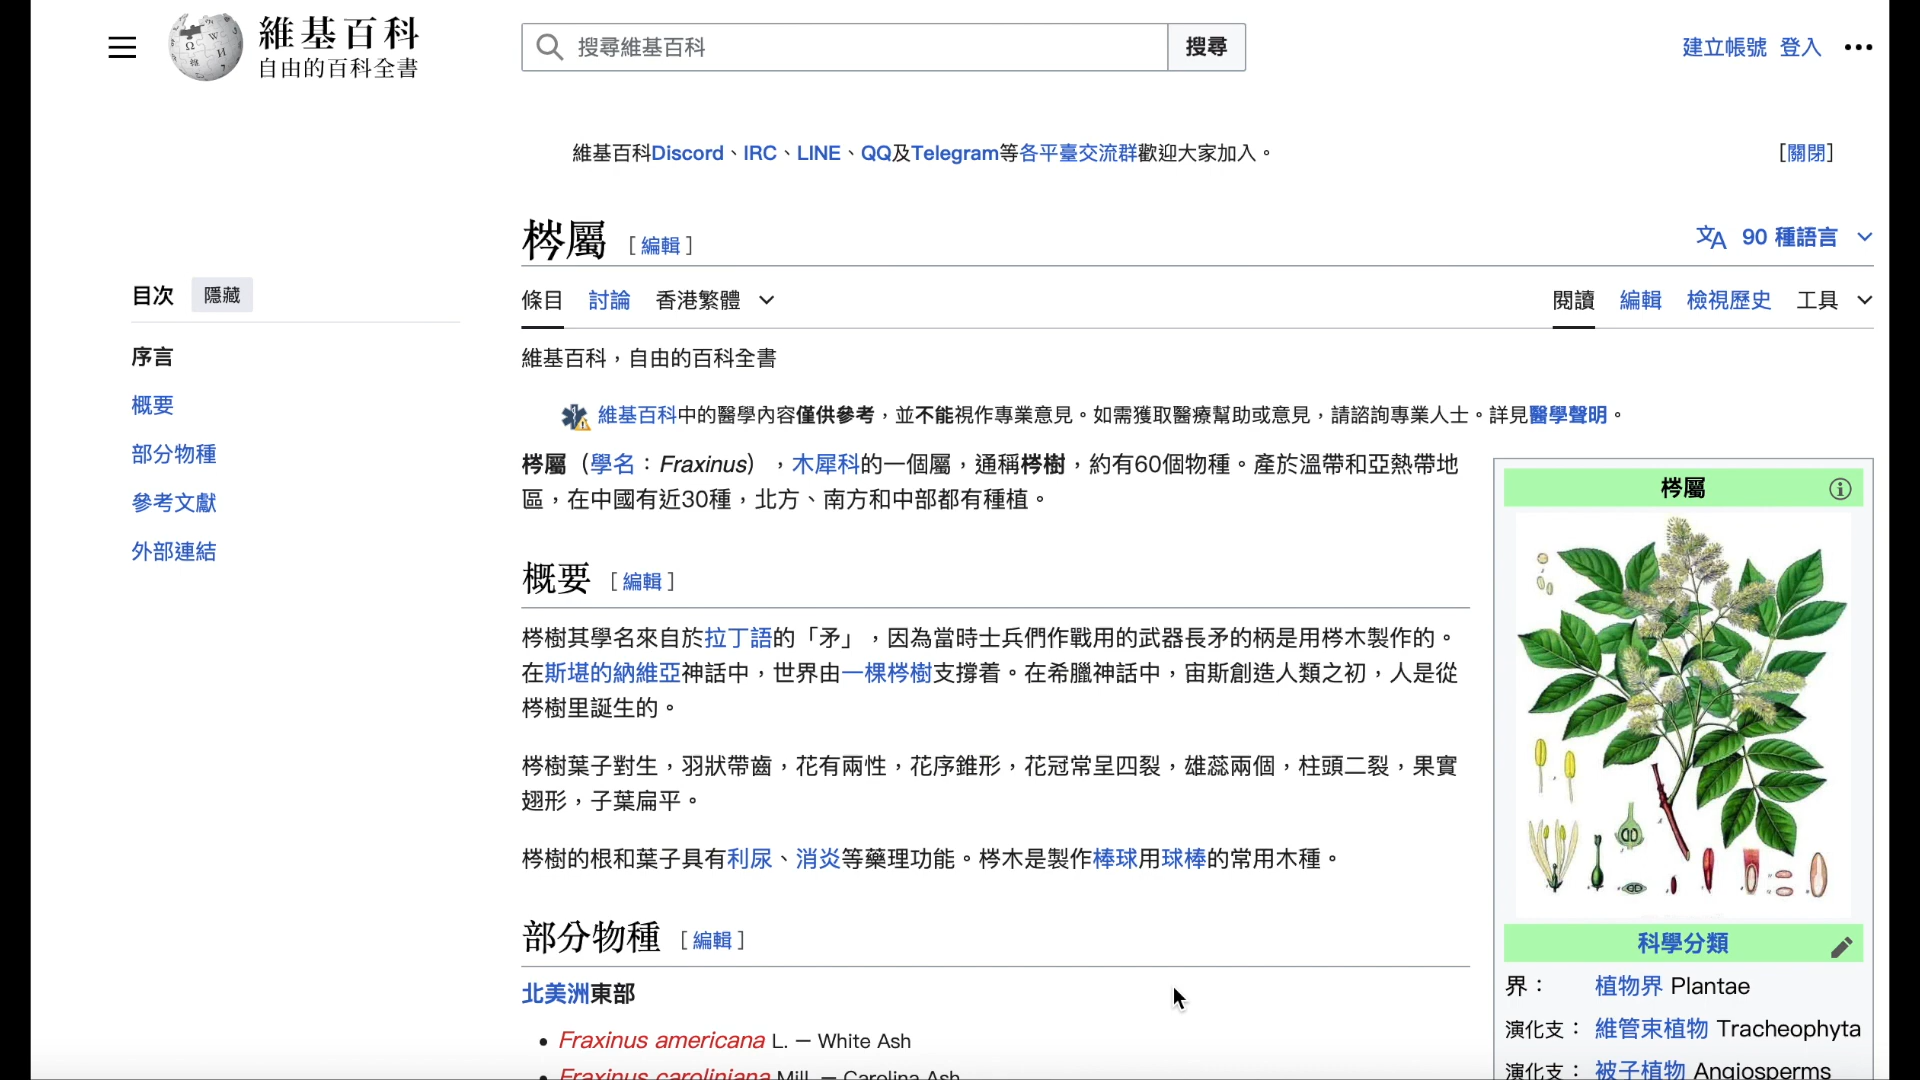 維基百科
自由的百科全書
搜尋維基百科
搜尋
建立帳號 登入
維基百科Discord、IRC、LINE、QQ及Telegram等各平臺交流群歡迎大家加入。
[關閉]
梣屬 [ 編輯 ]
90 種語言
目次 隱藏
條目 討論 香港繁體
閱讀 編輯 檢視歷史 工具
序言
概要
部分物種
參考文獻
外部連結
維基百科，自由的百科全書
維基百科中的醫學內容僅供參考，並不能視作專業意見。如需獲取醫療幫助或意見，請諮詢專業人士。詳見醫學聲明。
梣屬（學名：Fraxinus），木犀科的一個屬，通稱梣樹，約有60個物種。產於溫帶和亞熱帶地
區，在中國有近30種，北方、南方和中部都有種植。
概要 [ 編輯 ]
梣樹其學名來自於拉丁語的「矛」，因為當時士兵們作戰用的武器長矛的柄是用梣木製作的。
在斯堪的納維亞神話中，世界由一棵梣樹支撐着。在希臘神話中，宙斯創造人類之初，人是從
梣樹里誕生的。
梣樹葉子對生，羽狀帶齒，花有兩性，花序錐形，花冠常呈四裂，雄蕊兩個，柱頭二裂，果實
翅形，子葉扁平。
梣樹的根和葉子具有利尿、消炎等藥理功能。梣木是製作棒球用球棒的常用木種。
部分物種 [ 編輯 ]
北美洲東部
• Fraxinus americana L. — White Ash
• Fraxinus caroliniana Mill. — Carolina Ash
梣屬
科學分類
界： 植物界 Plantae
演化支： 維管束植物 Tracheophyta
演化支： 被子植物 Angiosperms